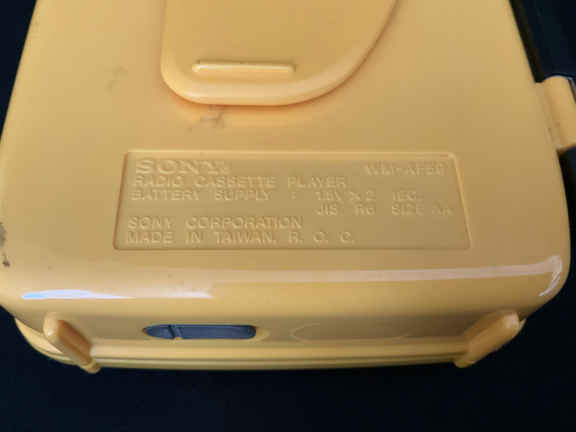 SONY® WM-AF59
RADIO CASSETTE PLAYER
BATTERY SUPPLY : 1.5V × 2 IEC,
JIS R6 SIZE AA
SONY CORPORATION
MADE IN TAIWAN, R. O. C.